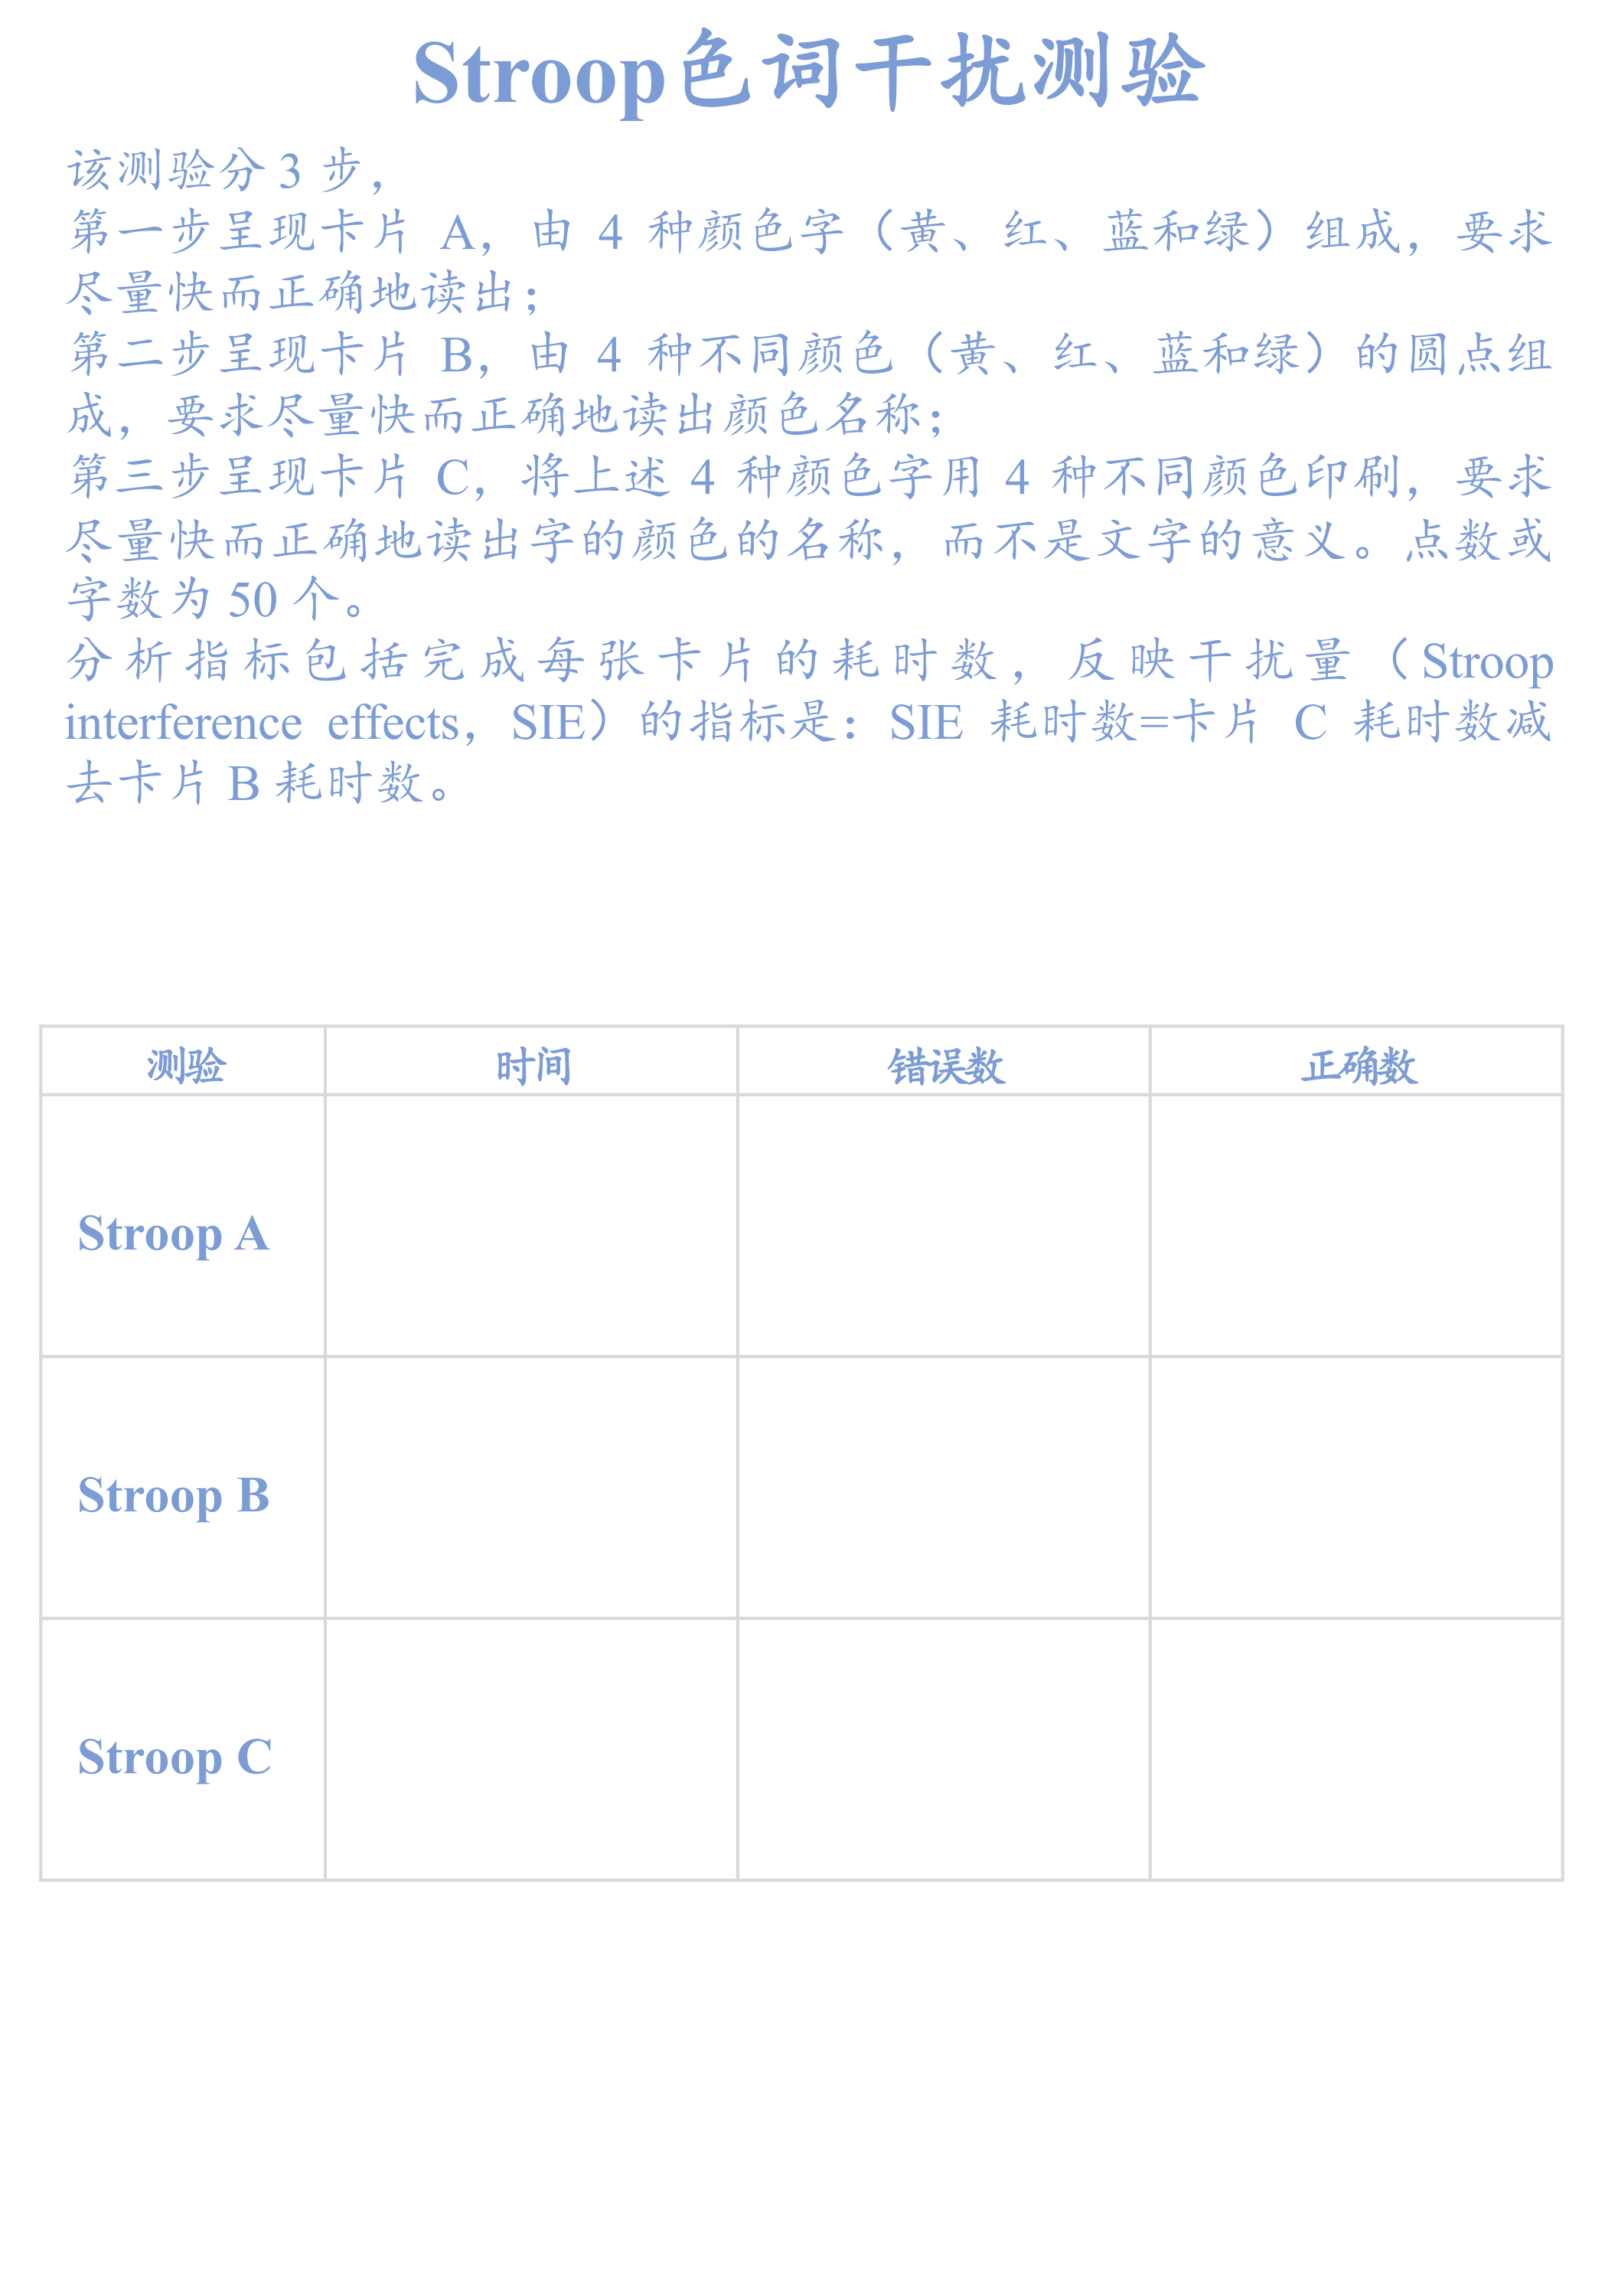 Stroop色词干扰测验
该测验分 3 步，
第一步呈现卡片 A，由 4 种颜色字（黄、红、蓝和绿）组成，要求
尽量快而正确地读出；
第二步呈现卡片 B，由 4 种不同颜色（黄、红、蓝和绿）的圆点组
成，要求尽量快而正确地读出颜色名称；
第三步呈现卡片 C，将上述 4 种颜色字用 4 种不同颜色印刷，要求
尽量快而正确地读出字的颜色的名称，而不是文字的意义。点数或
字数为 50 个。
分析指标包括完成每张卡片的耗时数，反映干扰量（Stroop
interference effects，SIE）的指标是：SIE 耗时数=卡片 C 耗时数减
去卡片 B 耗时数。
测验 时间 错误数 正确数
Stroop A
Stroop B
Stroop C